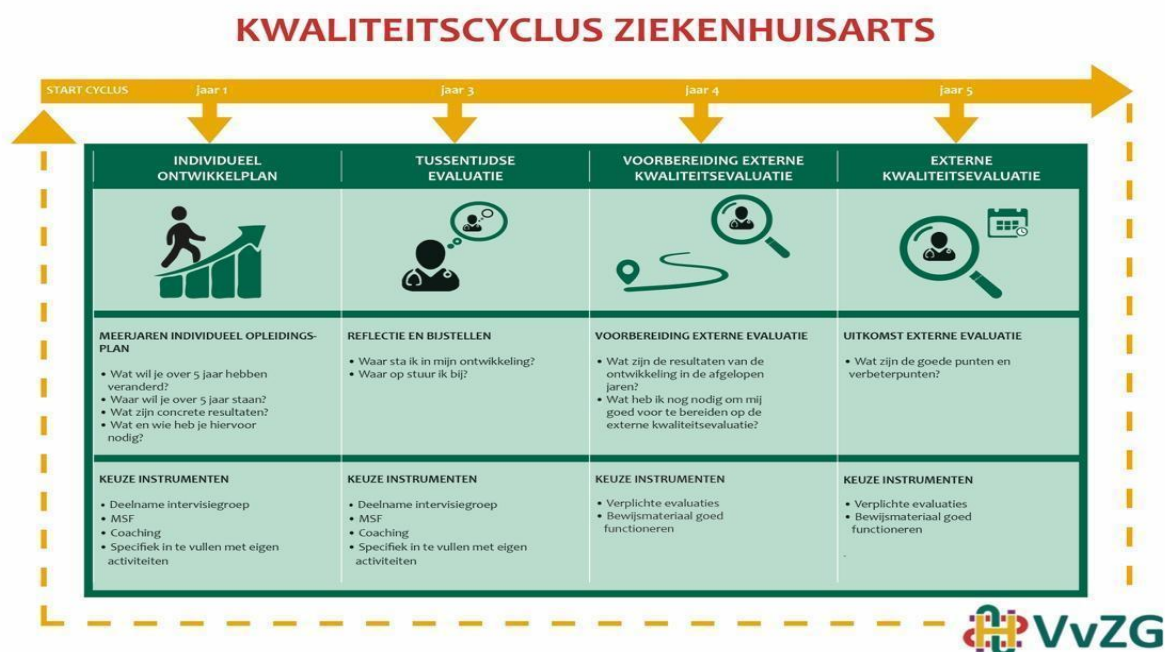 KWALITEITSCYCLUS ZIEKENHUISARTS
START CYCLUS
jaar 1
jaar 3
jaar 4
jaar 5
INDIVIDUEEL
ONTWIKKELPLAN
TUSSENTIJDSE
EVALUATIE
VOORBEREIDING EXTERNE
KWALITEITSEVALUATIE
EXTERNE
KWALITEITSEVALUATIE
MEERJAREN INDIVIDUEEL OPLEIDINGS-
PLAN
• Wat wil je over 5 jaar hebben
veranderd?
• Waar wil je over 5 jaar staan?
• Wat zijn concrete resultaten?
• Wat en wie heb je hiervoor
nodig?
REFLECTIE EN BIJSTELLEN
• Waar sta ik in mijn ontwikkeling?
• Waar op stuur ik bij?
VOORBEREIDING EXTERNE EVALUATIE
• Wat zijn de resultaten van de
ontwikkeling in de afgelopen
jaren?
• Wat heb ik nog nodig om mij
goed voor te bereiden op de
externe kwaliteitsevaluatie?
UITKOMST EXTERNE EVALUATIE
• Wat zijn de goede punten en
verbeterpunten?
KEUZE INSTRUMENTEN
• Deelname intervisiegroep
• MSF
• Coaching
• Specifiek in te vullen met eigen
activiteiten
KEUZE INSTRUMENTEN
• Deelname intervisiegroep
• MSF
• Coaching
• Specifiek in te vullen met eigen
activiteiten
KEUZE INSTRUMENTEN
• Verplichte evaluaties
• Bewijsmateriaal goed
functioneren
KEUZE INSTRUMENTEN
• Verplichte evaluaties
• Bewijsmateriaal goed
functioneren
.
VvZG